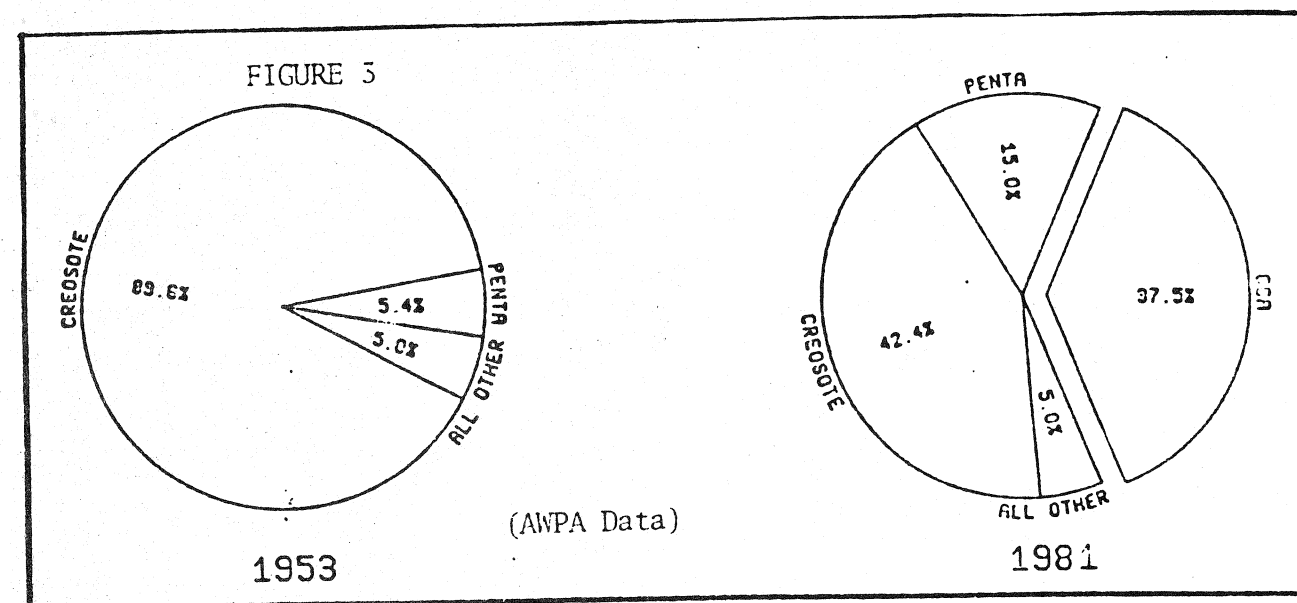 FIGURE 3
CREOSOTE
89.6%
5.4%
PENTA
5.0%
ALL OTHER
1953
(AWPA Data)
PENTA
15.0%
37.5%
CCA
CREOSOTE
42.4%
5.0%
ALL OTHER
1981